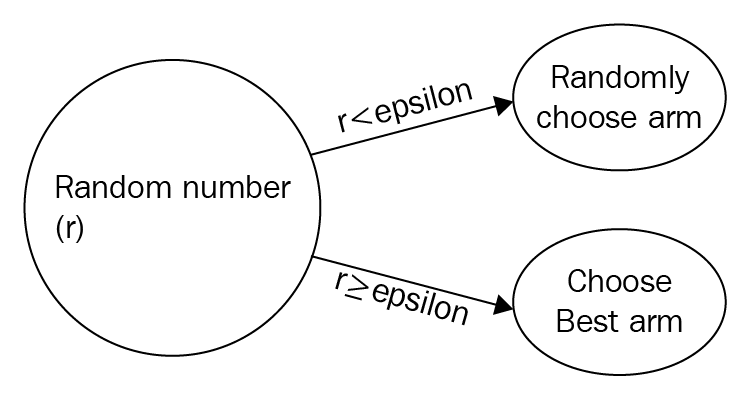 Random number
(r)
r<epsilon
Randomly
choose arm
r≥epsilon
Choose
Best arm